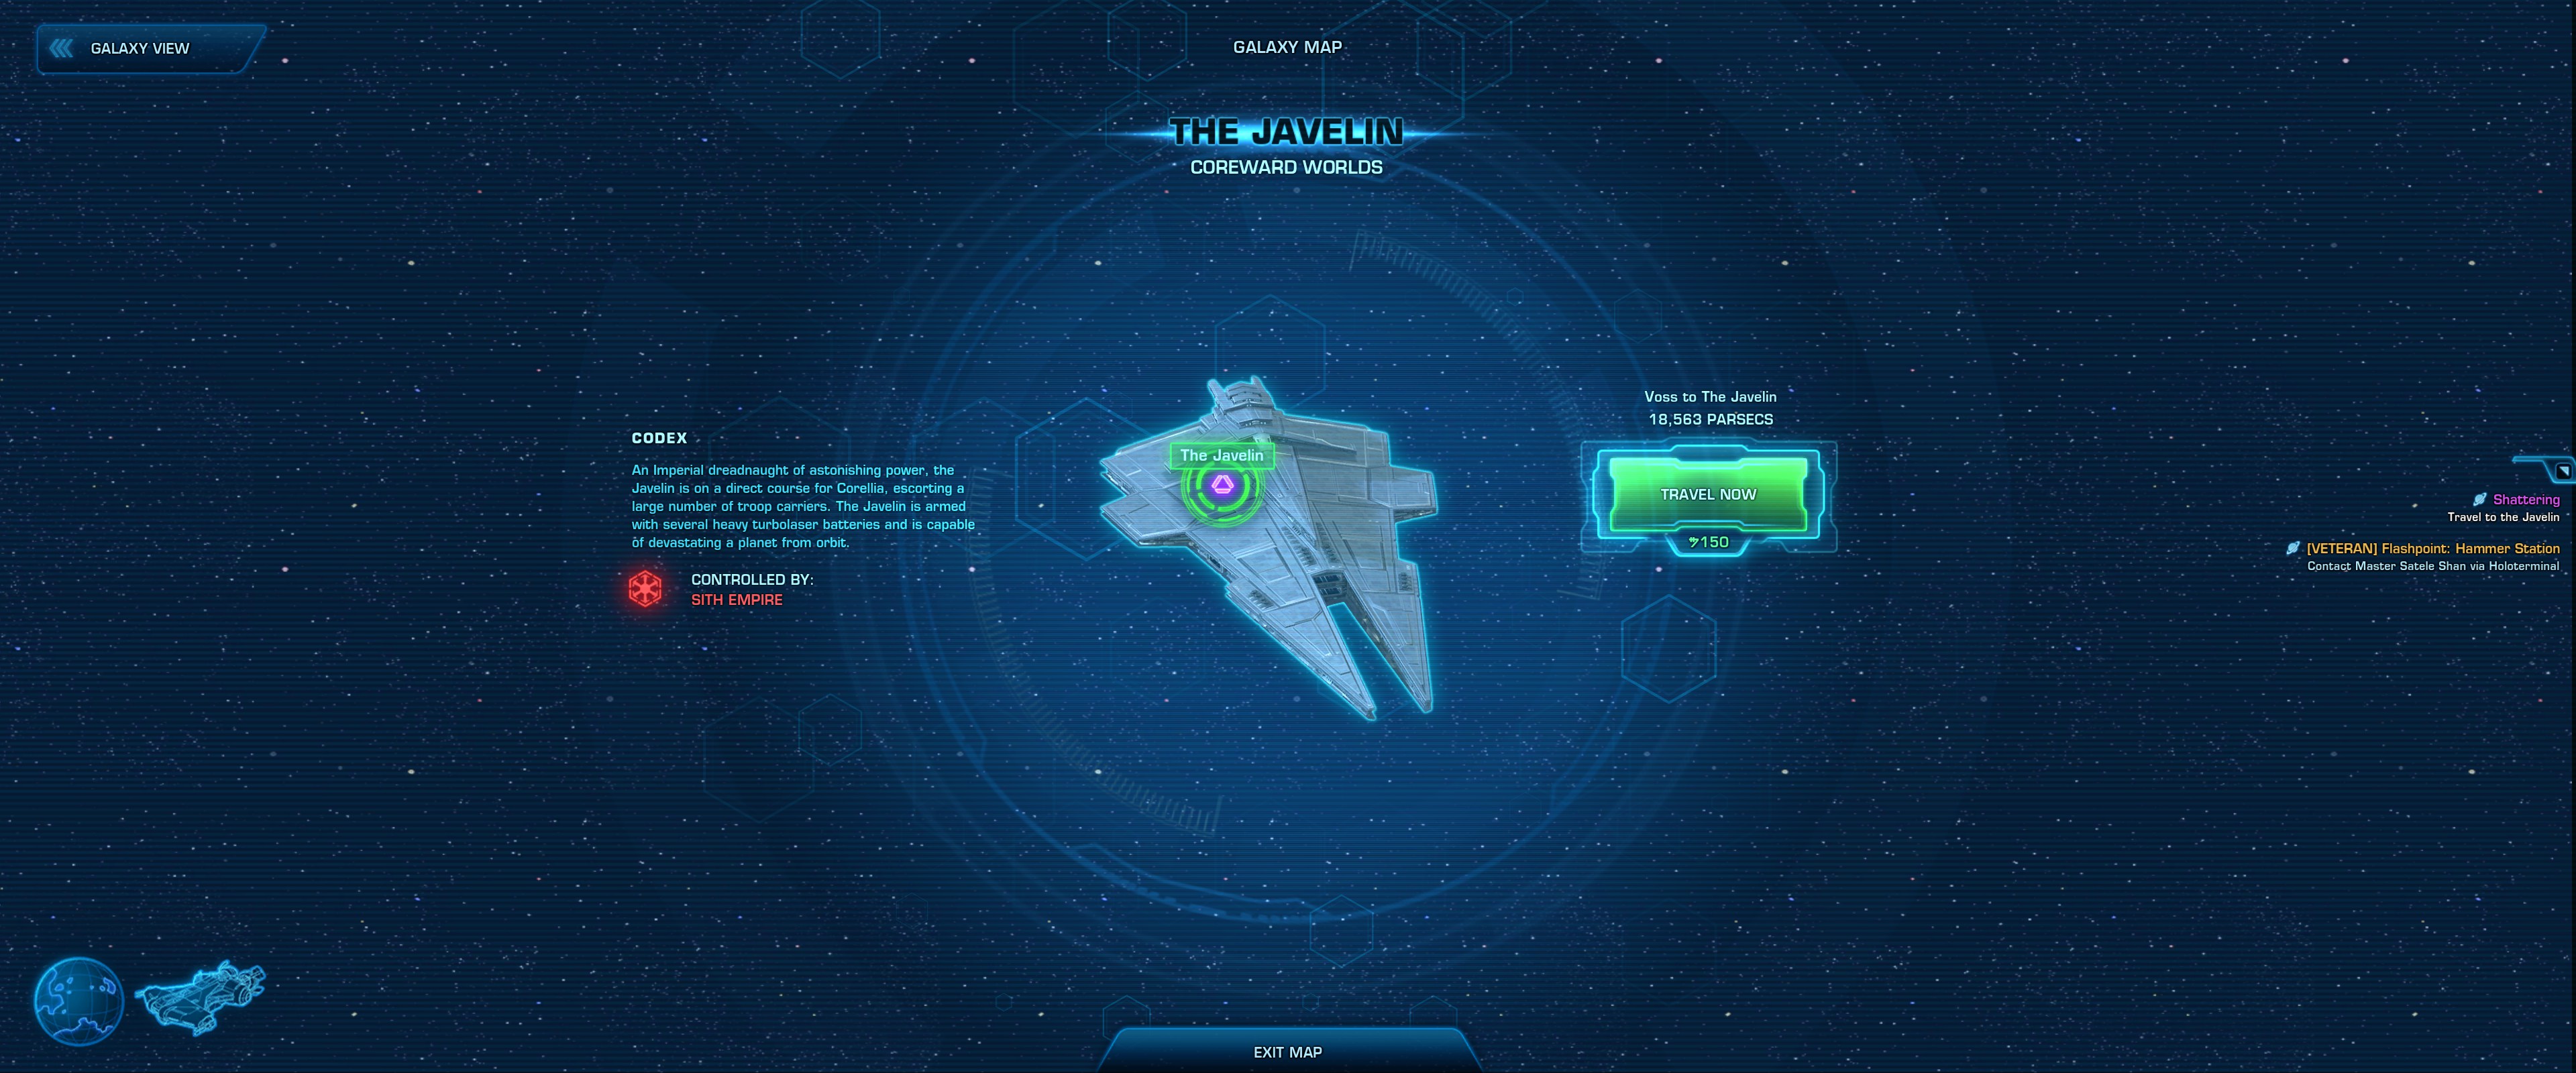 GALAXY VIEW
GALAXY MAP
THE JAVELIN
COREWARD WORLDS
CODEX
An Imperial dreadnaught of astonishing power, the
Javelin is on a direct course for Corellia, escorting a
large number of troop carriers. The Javelin is armed
with several heavy turbolaser batteries and is capable
of devastating a planet from orbit.
CONTROLLED BY:
SITH EMPIRE
The Javelin
Voss to The Javelin
18,563 PARSECS
TRAVEL NOW
150
Shattering
Travel to the Javelin
[VETERAN] Flashpoint: Hammer Station
Contact Master Satele Shan via Holoterminal
EXIT MAP